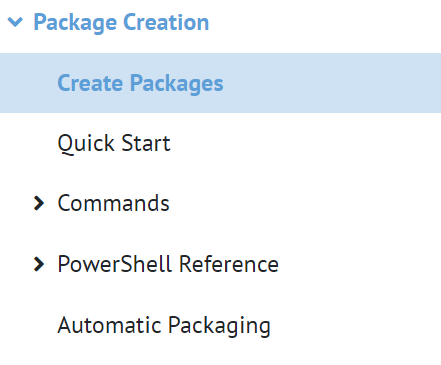 Package Creation
Create Packages
Quick Start
Commands
PowerShell Reference
Automatic Packaging